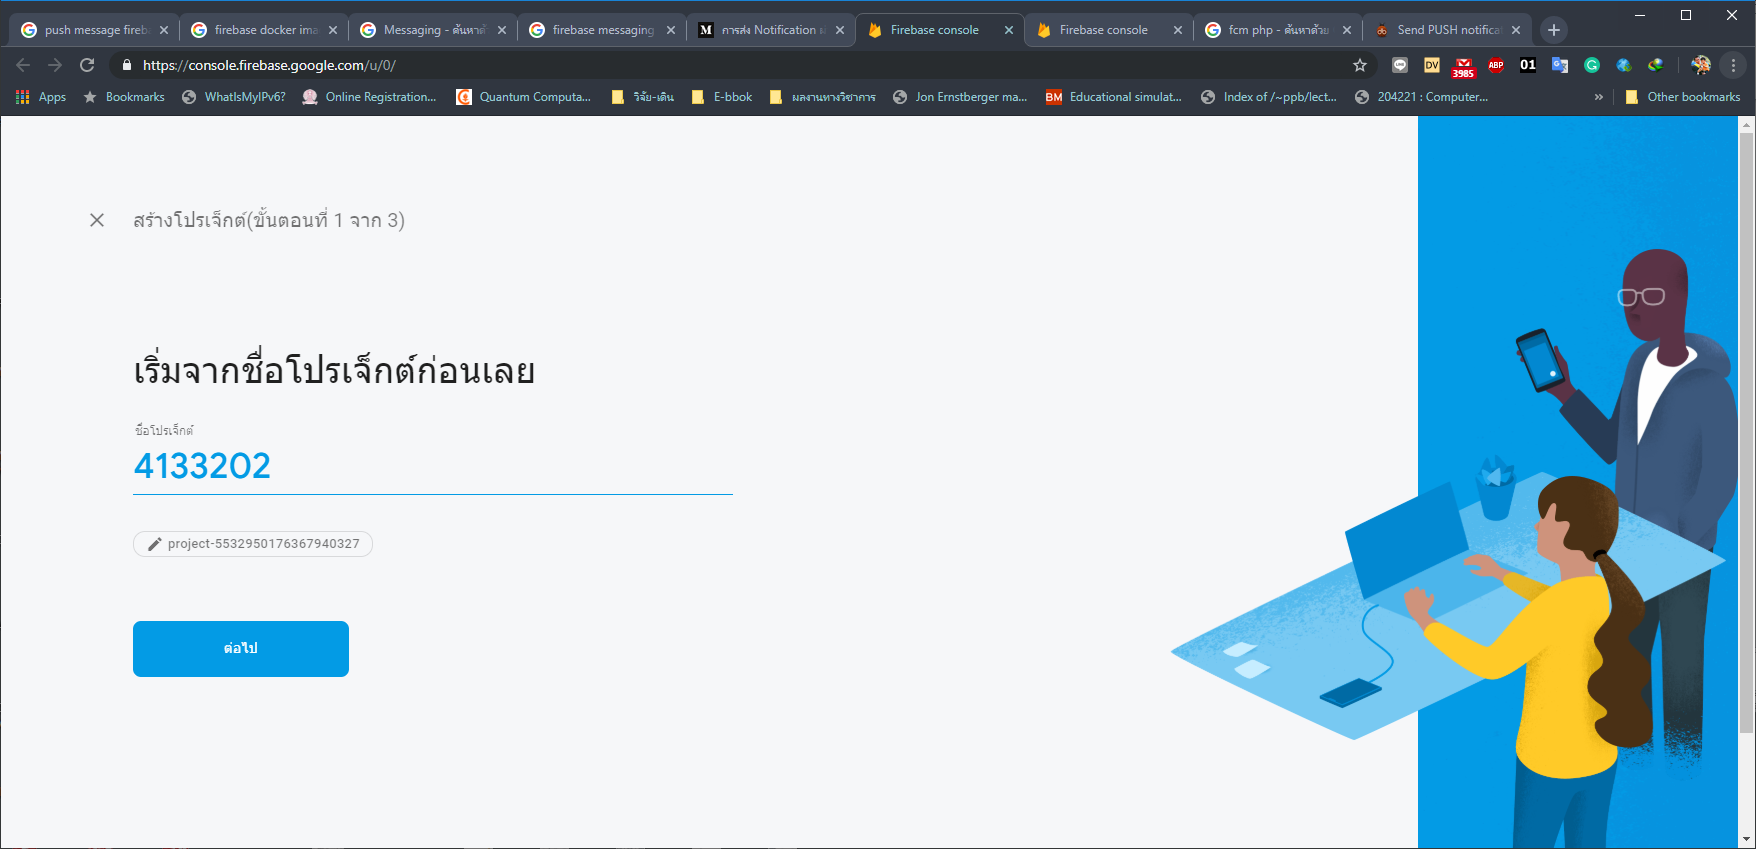 push message fireb
firebase docker ima
Messaging - ค้นหาด้
firebase messaging
M การส่ง Notification ผ่
Firebase console
Firebase console
fcm php - ค้นหาด้วย
Send PUSH notificat
https://console.firebase.google.com/u/0/
DV
3985
ABP
01
Apps
Bookmarks
WhatIsMyIPv6?
Online Registration...
Quantum Computa...
วิจัย-เดิน
E-bbok
ผลงานทางวิชาการ
Jon Ernstberger ma...
BM Educational simulat...
Index of /~ppb/lect...
204221 : Computer...
»
Other bookmarks
สร้างโปรเจ็กต์(ขั้นตอนที่ 1 จาก 3)
เริ่มจากชื่อโปรเจ็กต์ก่อนเลย
ชื่อโปรเจ็กต์
4133202
project-5532950176367940327
ต่อไป